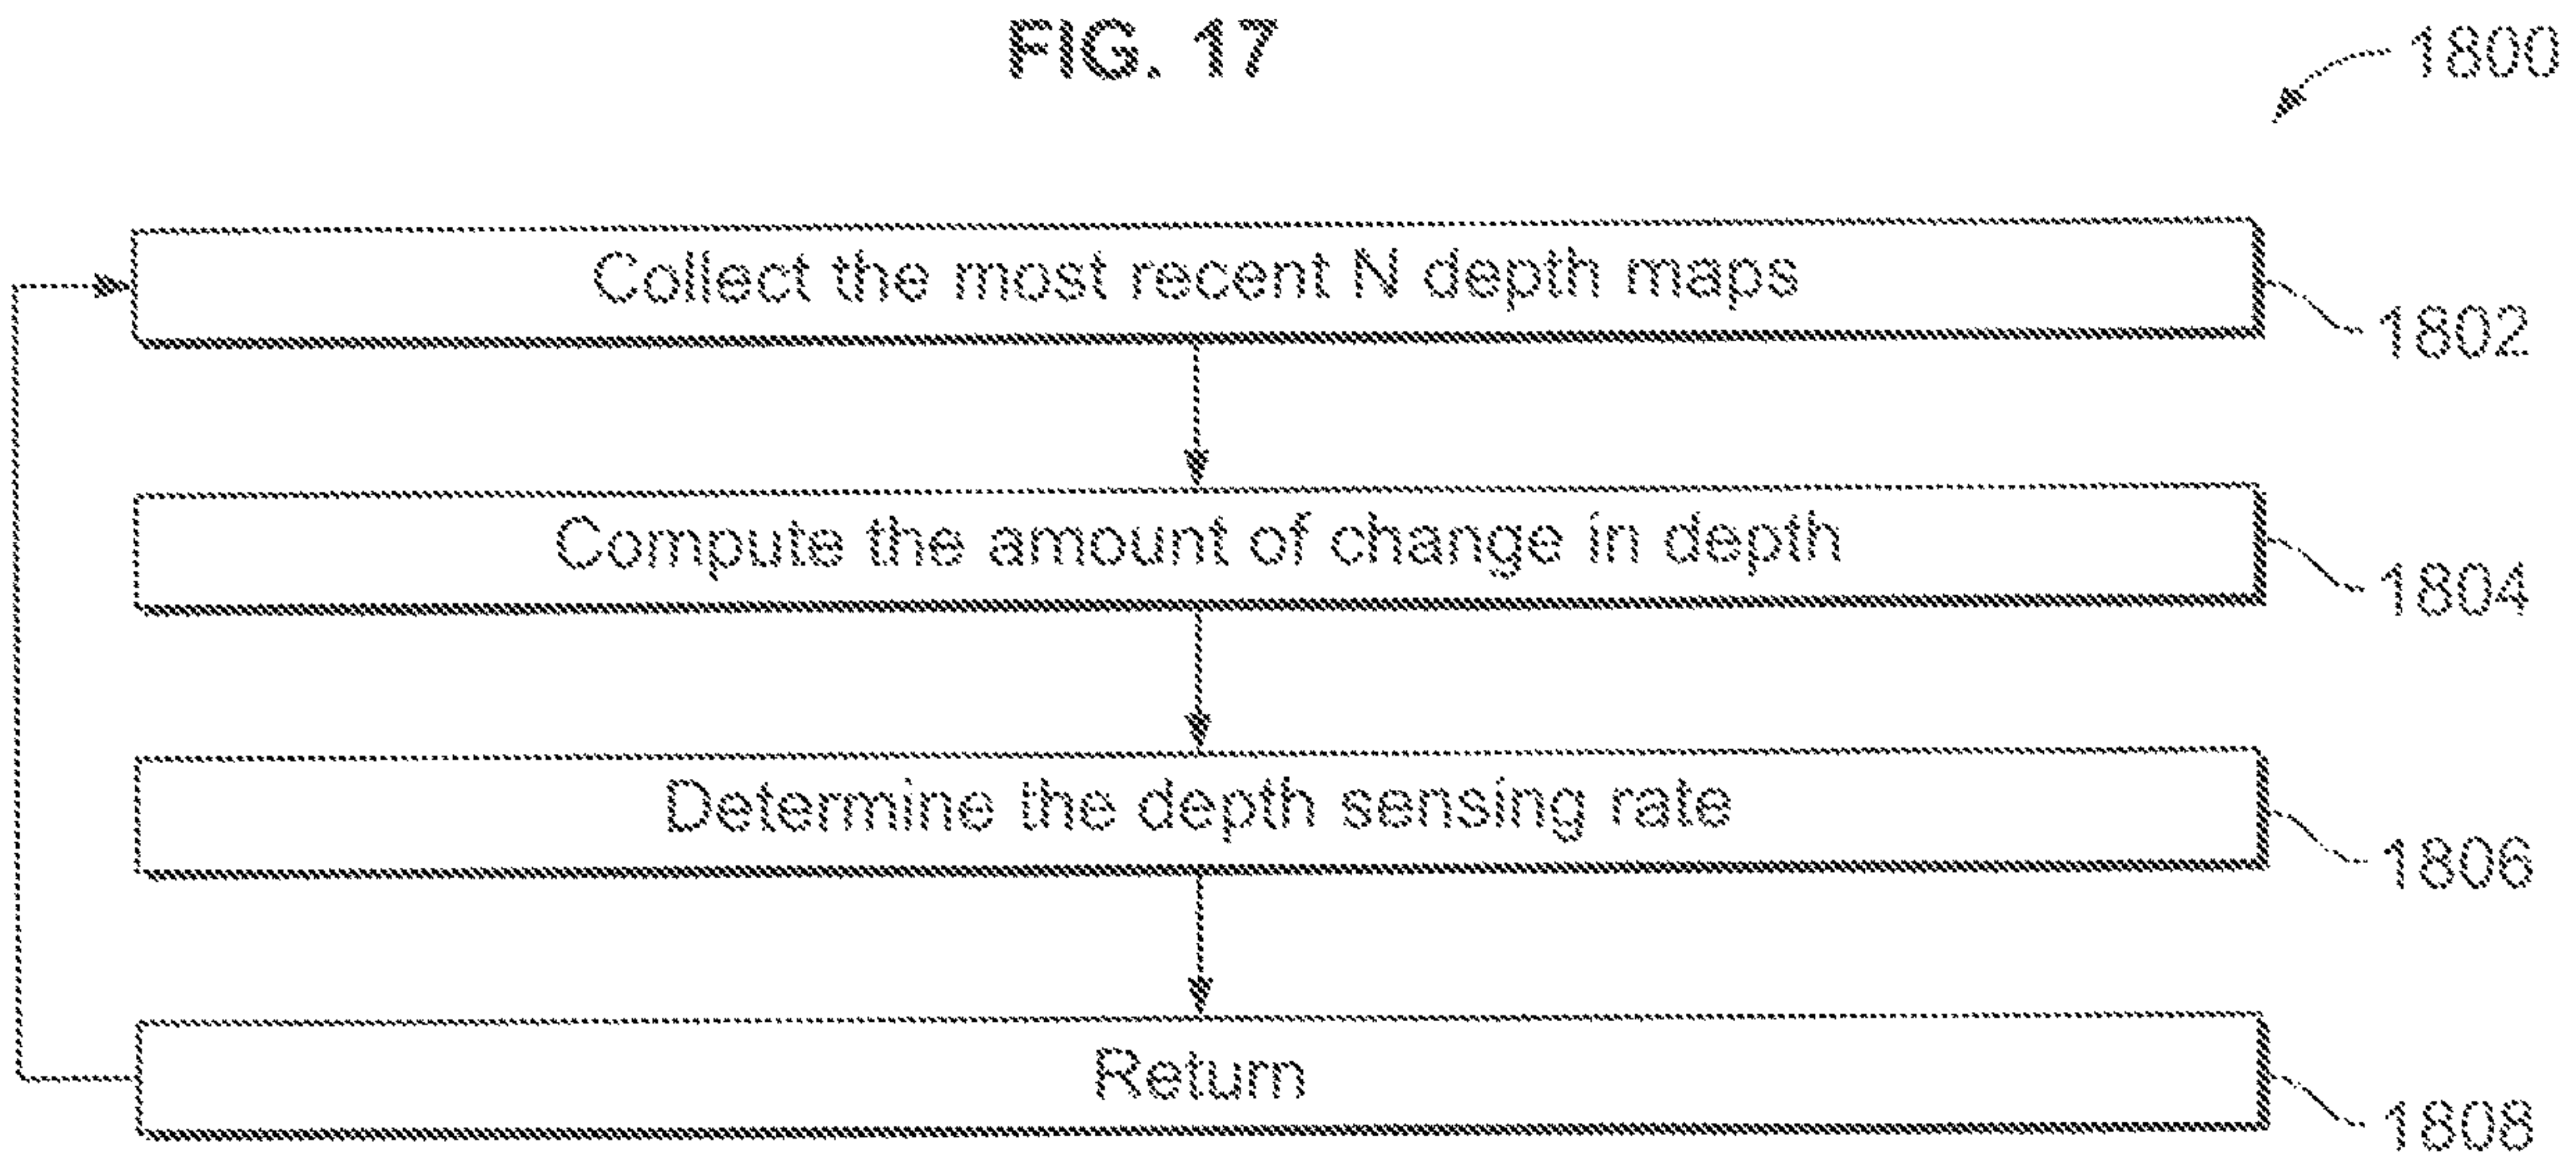 FIG. 17
1800
Collect the most recent N depth maps
1802
Compute the amount of change in depth
1804
Determine the depth sensing rate
1806
Return
1808